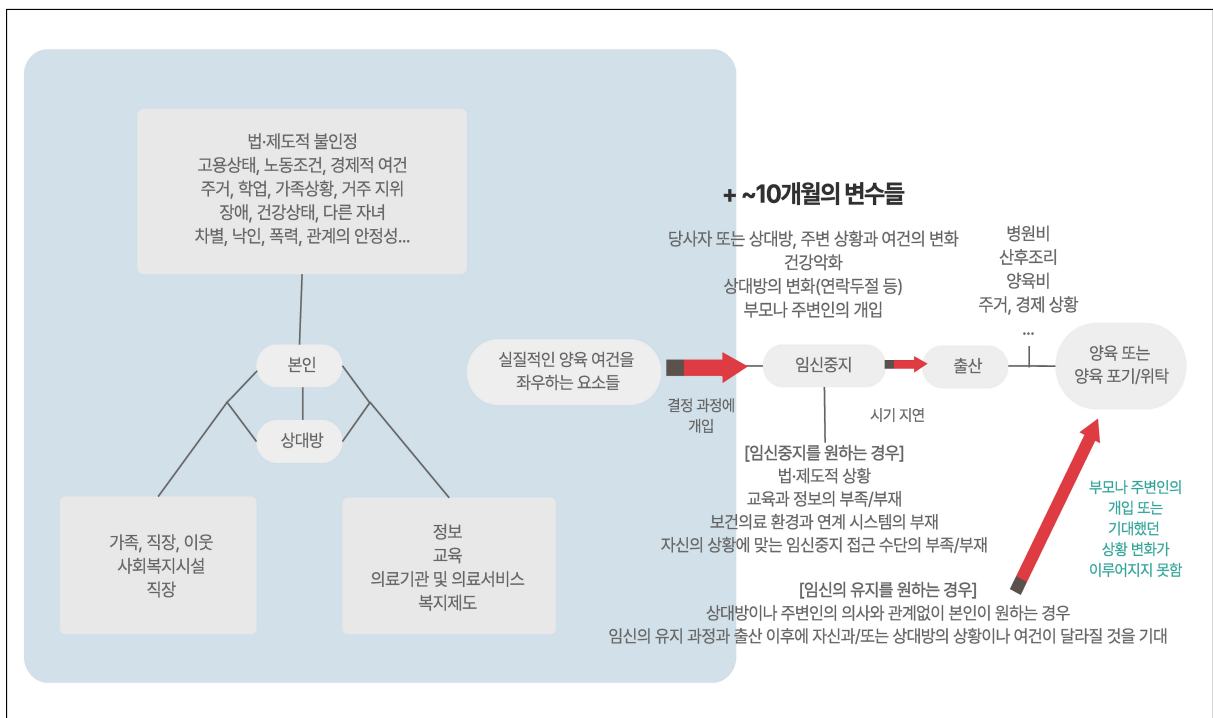 법·제도적 불인정
고용상태, 노동조건, 경제적 여건
주거, 학업, 가족상황, 거주 지위
장애, 건강상태, 다른 자녀
차별, 낙인, 폭력, 관계의 안정성...
본인
상대방
가족, 직장, 이웃
사회복지시설
직장
정보
교육
의료기관 및 의료서비스
복지제도
실질적인 양육 여건을
좌우하는 요소들
결정 과정에
개입
+ ~10개월의 변수들
당사자 또는 상대방, 주변 상황과 여건의 변화
건강악화
상대방의 변화(연락두절 등)
부모나 주변인의 개입
임신중지
시기 지연
[임신중지를 원하는 경우]
법·제도적 상황
교육과 정보의 부족/부재
보건의료 환경과 연계 시스템의 부재
자신의 상황에 맞는 임신중지 접근 수단의 부족/부재
출산
병원비
산후조리
양육비
주거, 경제 상황
...
양육 또는
양육 포기/위탁
부모나 주변인의
개입 또는
기대했던
상황 변화가
이루어지지 못함
[임신의 유지를 원하는 경우]
상대방이나 주변인의 의사와 관계없이 본인이 원하는 경우
임신의 유지 과정과 출산 이후에 자신과/또는 상대방의 상황이나 여건이 달라질 것을 기대